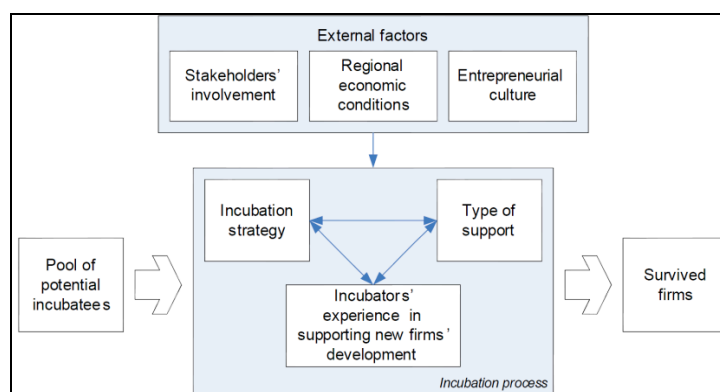 External factors
Stakeholders'
involvement
Regional
economic
conditions
Entrepreneurial
culture
Incubation
strategy
Type of
support
Pool of
potential
incubatees
Incubators'
experience in
supporting new firms'
development
Survived
firms
Incubation process